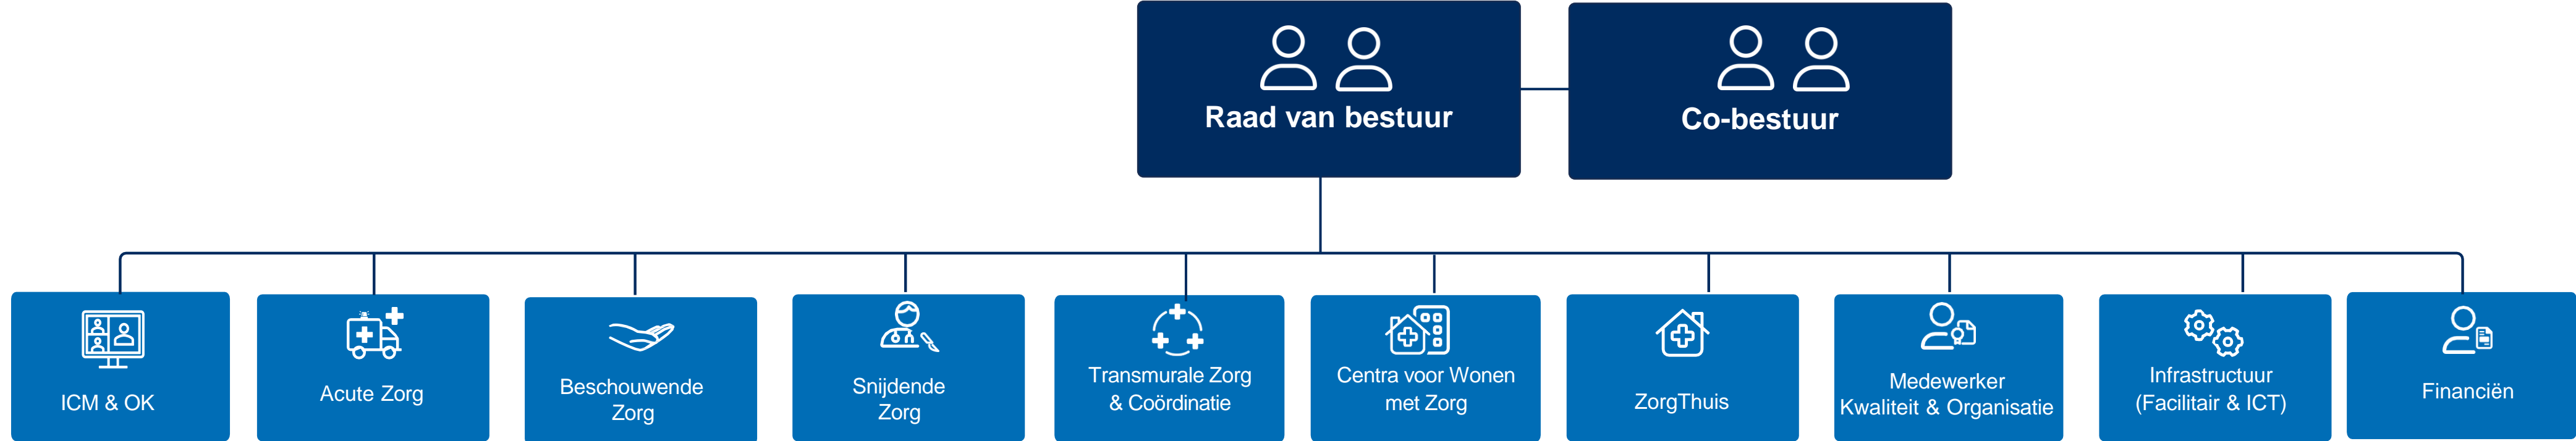 Raad van bestuur
Co-bestuur
ICM & OK
Acute Zorg
Beschouwende
Zorg
Snijdende
Zorg
Transmurale Zorg
& Coördinatie
Centra voor Wonen
met Zorg
ZorgThuis
Medewerker
Kwaliteit & Organisatie
Infrastructuur
(Facilitair & ICT)
Financiën